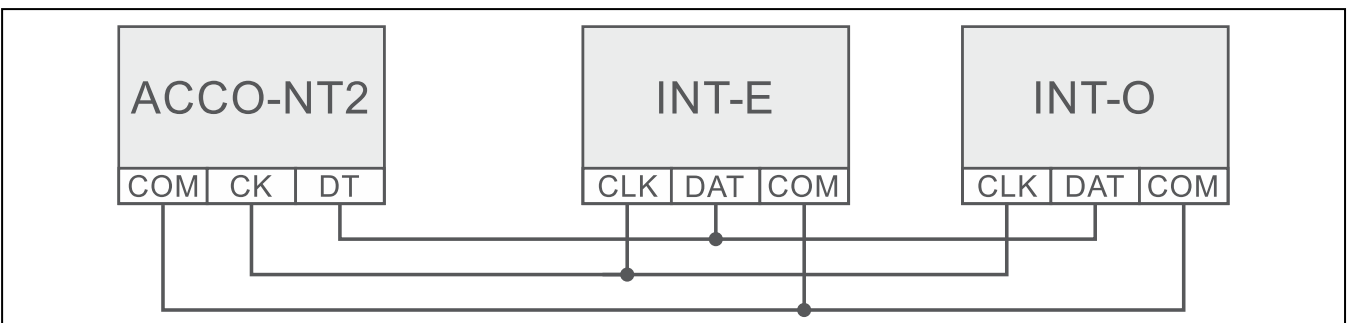 ACCO-NT2 INT-E INT-O
COM CK DT CLK DAT COM CLK DAT COM